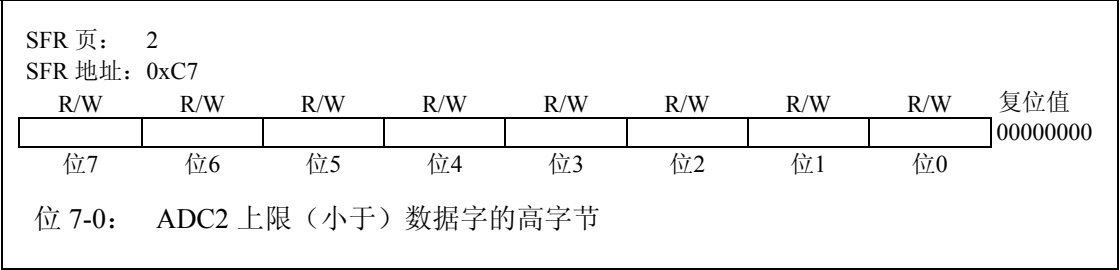 SFR 页： 2
SFR 地址：0xC7
R/W R/W R/W R/W R/W R/W R/W R/W 复位值
00000000
位7 位6 位5 位4 位3 位2 位1 位0
位 7-0： ADC2 上限（小于）数据字的高字节